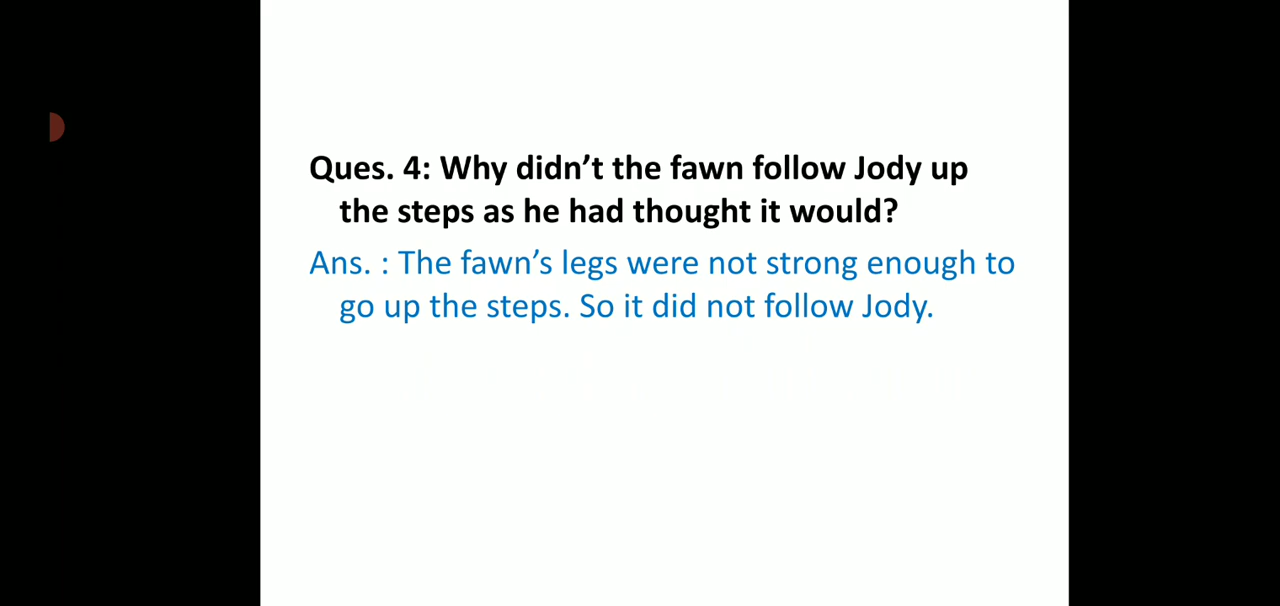 Ques. 4: Why didn’t the fawn follow Jody up
the steps as he had thought it would?
Ans. : The fawn’s legs were not strong enough to
go up the steps. So it did not follow Jody.